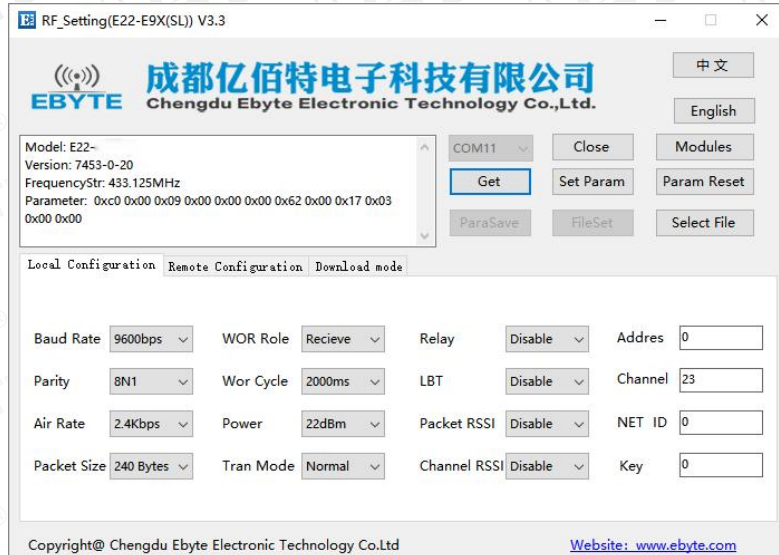 RF_Setting(E22-E9X(SL)) V3.3
EBYTE
成都亿佰特电子科技有限公司
Chengdu Ebyte Electronic Technology Co.,Ltd.
中文
English
Model: E22-
Version: 7453-0-20
FrequencyStr: 433.125MHz
Parameter: 0xc0 0x00 0x09 0x00 0x00 0x00 0x62 0x00 0x17 0x03
0x00 0x00
COM11 Close Modules
Get Set Param Param Reset
ParaSave FileSet Select File
Local Configuration Remote Configuration Download mode
Baud Rate 9600bps WOR Role Recieve Relay Disable Addres 0
Parity 8N1 Wor Cycle 2000ms LBT Disable Channel 23
Air Rate 2.4Kbps Power 22dBm Packet RSSI Disable NET ID 0
Packet Size 240 Bytes Tran Mode Normal Channel RSSI Disable Key 0
Copyright@ Chengdu Ebyte Electronic Technology Co.Ltd Website: www.ebyte.com